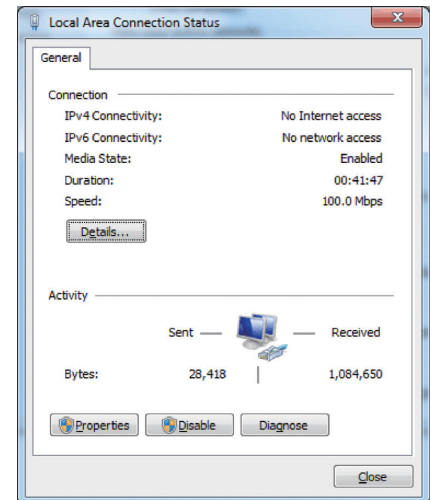 Local Area Connection Status
General
Connection
IPv4 Connectivity: No Internet access
IPv6 Connectivity: No network access
Media State: Enabled
Duration: 00:41:47
Speed: 100.0 Mbps
Details...
Activity
Sent Received
Bytes: 28,418 1,084,650
Properties Disable Diagnose
Close